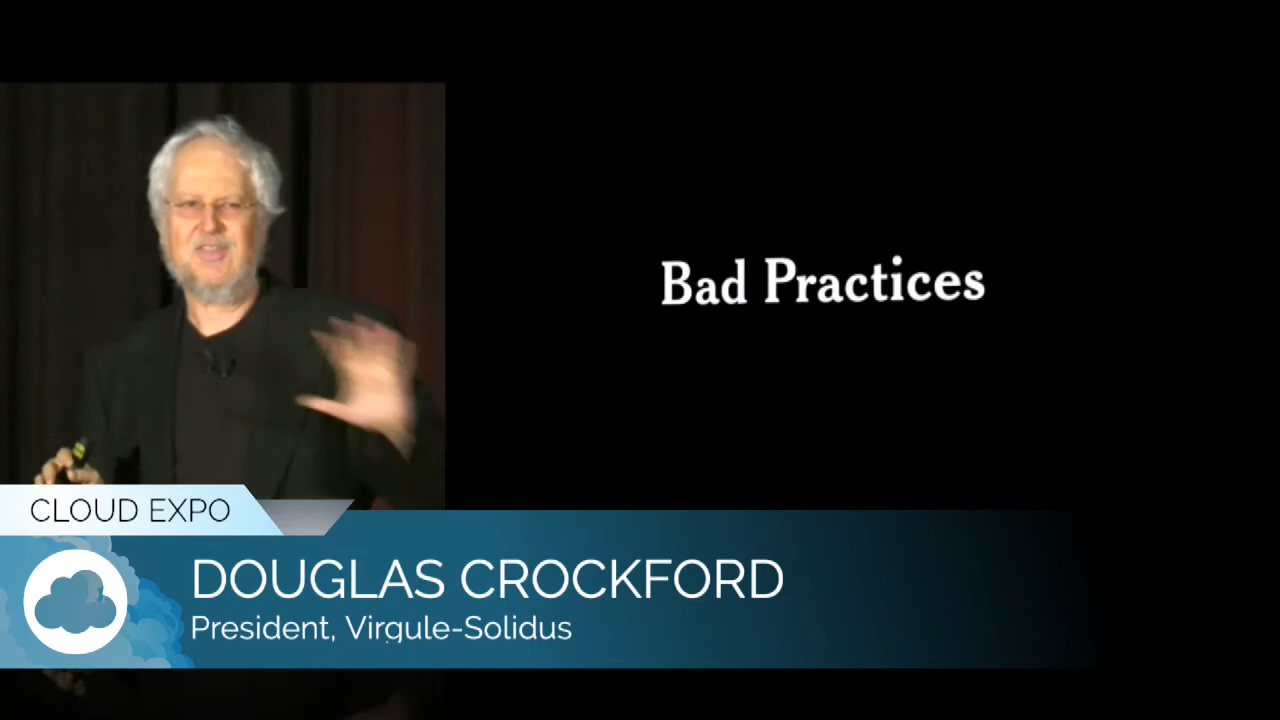 Bad Practices
CLOUD EXPO
DOUGLAS CROCKFORD
President, Virgule-Solidus